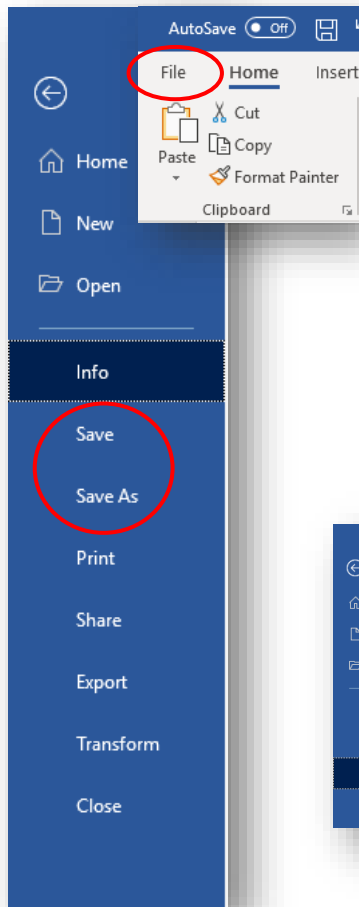 AutoSave Off
File Home Insert
Cut
Copy
Paste
Format Painter
Clipboard
Home
New
Open
Info
Save
Save As
Print
Share
Export
Transform
Close